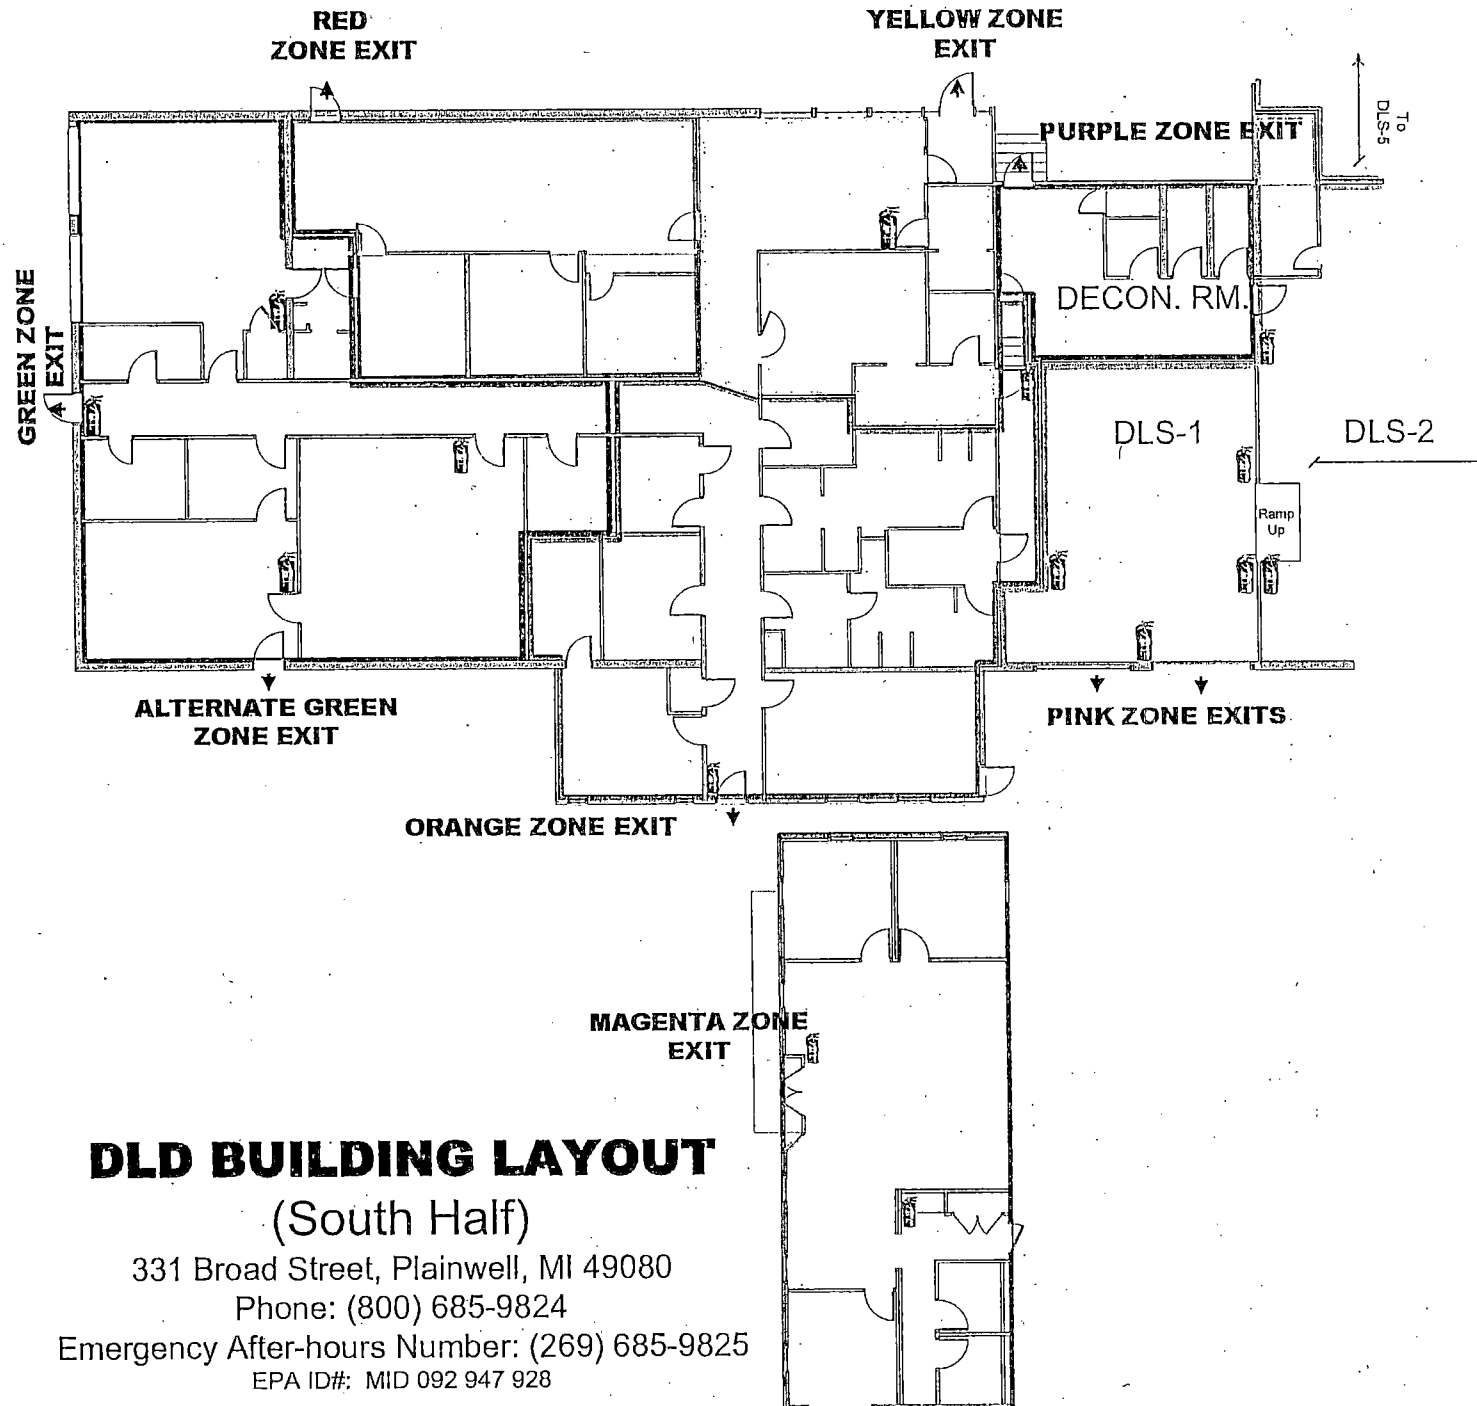 RED
ZONE EXIT
YELLOW ZONE
EXIT
To
DLS-5
PURPLE ZONE EXIT
GREEN ZONE
EXIT
DECON. RM.
DLS-1
DLS-2
Ramp
Up
ALTERNATE GREEN
ZONE EXIT
PINK ZONE EXITS
ORANGE ZONE EXIT
MAGENTA ZONE
EXIT
DLD BUILDING LAYOUT
(South Half)
331 Broad Street, Plainwell, MI 49080
Phone: (800) 685-9824
Emergency After-hours Number: (269) 685-9825
EPA ID#: MID 092 947 928